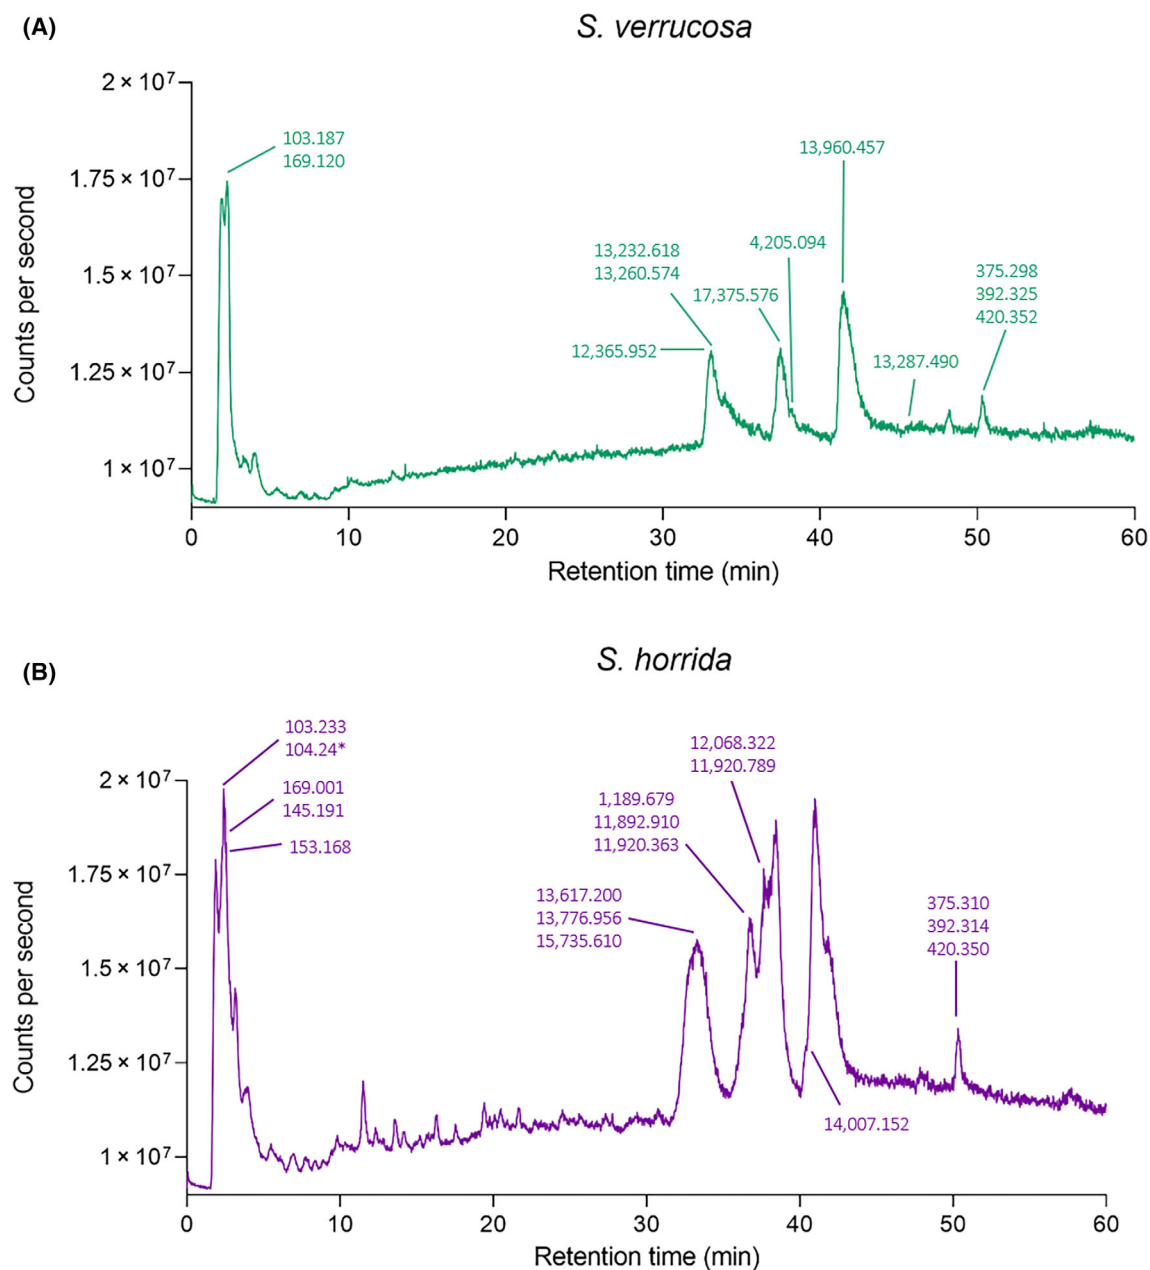 (A)
S. verrucosa
Counts per second
2 × 10⁷
1.75 × 10⁷
1.5 × 10⁷
1.25 × 10⁷
1 × 10⁷
103.187
169.120
13,232.618
13,260.574
12,365.952
17,375.576
4,205.094
13,960.457
13,287.490
375.298
392.325
420.352
0 10 20 30 40 50 60
Retention time (min)
(B)
S. horrida
Counts per second
2 × 10⁷
1.75 × 10⁷
1.5 × 10⁷
1.25 × 10⁷
1 × 10⁷
103.233
104.24*
169.001
145.191
153.168
13,617.200
13,776.956
15,735.610
1,189.679
11,892.910
11,920.363
12,068.322
11,920.789
14,007.152
375.310
392.314
420.350
0 10 20 30 40 50 60
Retention time (min)